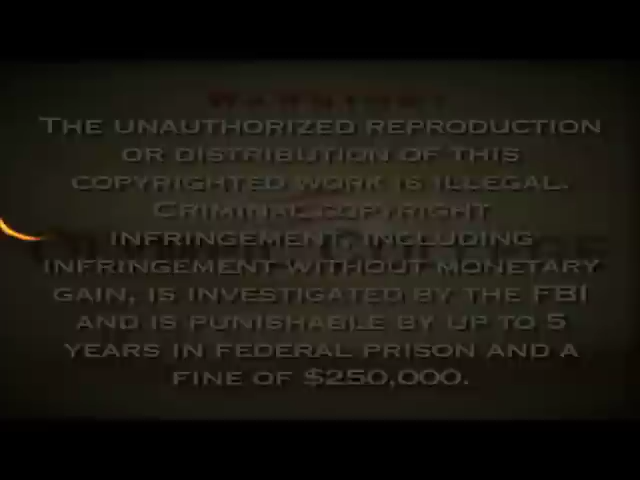 WARNING!
THE UNAUTHORIZED REPRODUCTION
OR DISTRIBUTION OF THIS
COPYRIGHTED WORK IS ILLEGAL.
CRIMINAL COPYRIGHT
INFRINGEMENT, INCLUDING
INFRINGEMENT WITHOUT MONETARY
GAIN, IS INVESTIGATED BY THE FBI
AND IS PUNISHABLE BY UP TO 5
YEARS IN FEDERAL PRISON AND A
FINE OF $250,000.